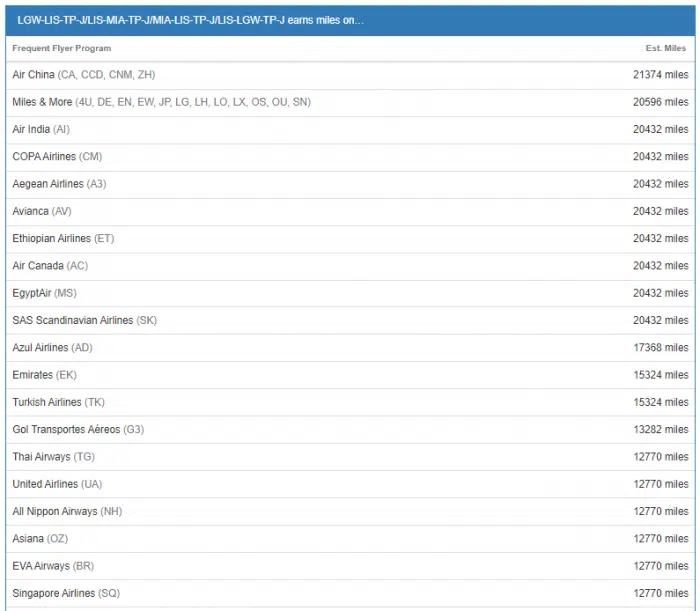 LGW-LIS-TP-J/LIS-MIA-TP-J/MIA-LIS-TP-J/LIS-LGW-TP-J earns miles on...
Frequent Flyer Program Est. Miles
Air China (CA, CCD, CNM, ZH) 21374 miles
Miles & More (4U, DE, EN, EW, JP, LG, LH, LO, LX, OS, OU, SN) 20596 miles
Air India (AI) 20432 miles
COPA Airlines (CM) 20432 miles
Aegean Airlines (A3) 20432 miles
Avianca (AV) 20432 miles
Ethiopian Airlines (ET) 20432 miles
Air Canada (AC) 20432 miles
EgyptAir (MS) 20432 miles
SAS Scandinavian Airlines (SK) 20432 miles
Azul Airlines (AD) 17368 miles
Emirates (EK) 15324 miles
Turkish Airlines (TK) 15324 miles
Gol Transportes Aéreos (G3) 13282 miles
Thai Airways (TG) 12770 miles
United Airlines (UA) 12770 miles
All Nippon Airways (NH) 12770 miles
Asiana (OZ) 12770 miles
EVA Airways (BR) 12770 miles
Singapore Airlines (SQ) 12770 miles